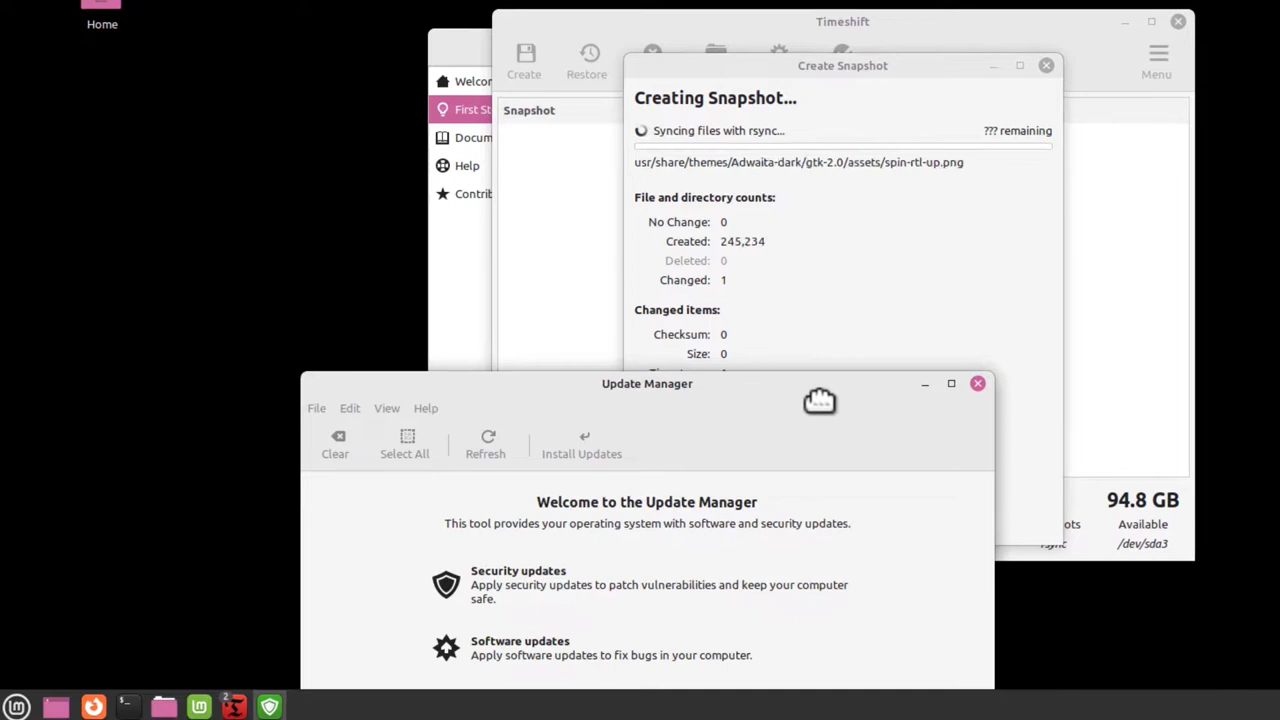 Home
Timeshift
Create
Restore
Menu
Create Snapshot
Creating Snapshot...
Syncing files with rsync...
??? remaining
usr/share/themes/Adwaita-dark/gtk-2.0/assets/spin-rtl-up.png
File and directory counts:
No Change: 0
Created: 245,234
Deleted: 0
Changed: 1
Changed items:
Checksum: 0
Size: 0
Snapshot
Welcor
First St
Docum
Help
Contrib
94.8 GB
Available
/dev/sda3
ots
rsync
Update Manager
File Edit View Help
Clear
Select All
Refresh
Install Updates
Welcome to the Update Manager
This tool provides your operating system with software and security updates.
Security updates
Apply security updates to patch vulnerabilities and keep your computer
safe.
Software updates
Apply software updates to fix bugs in your computer.
2